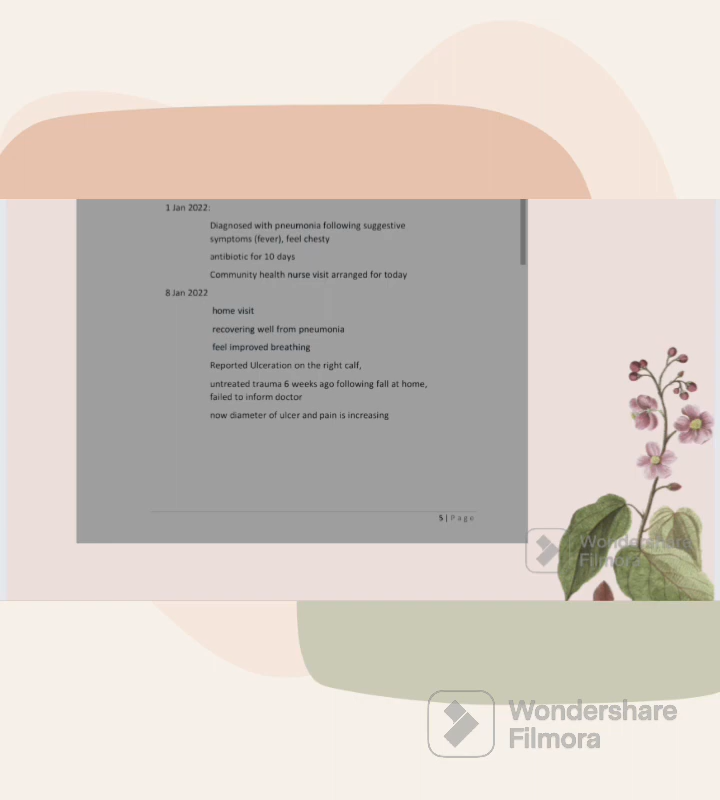 1 Jan 2022:
Diagnosed with pneumonia following suggestive
symptoms (fever), feel chesty
antibiotic for 10 days
Community health nurse visit arranged for today
8 Jan 2022
home visit
recovering well from pneumonia
feel improved breathing
Reported Ulceration on the right calf,
untreated trauma 6 weeks ago following fall at home,
failed to inform doctor
now diameter of ulcer and pain is increasing
5 | Page
Wondershare
Filmora
Wondershare
Filmora